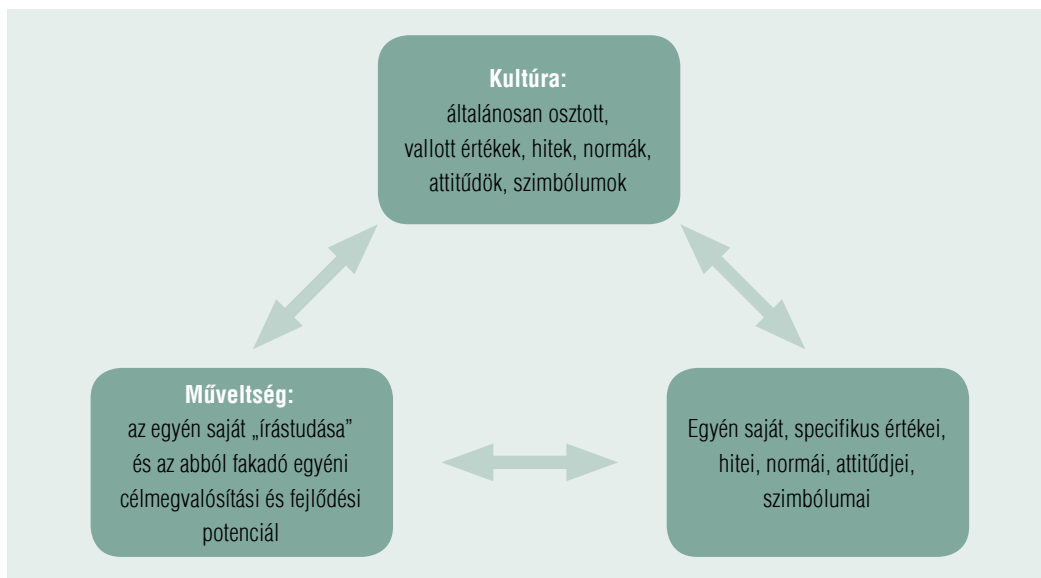 Kultúra:
általánosan osztott,
vallott értékek, hitek, normák,
attitűdök, szimbólumok
Műveltség:
az egyén saját „írástudása”
és az abból fakadó egyéni
célmegvalósítási és fejlődési
potenciál
Egyén saját, specifikus értékei,
hitei, normái, attitűdjei,
szimbólumai